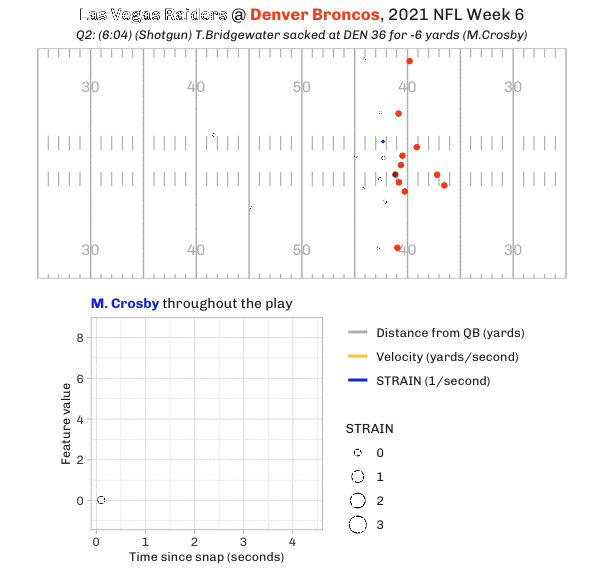 Las Vegas Raiders @ Denver Broncos, 2021 NFL Week 6
Q2: (6:04) (Shotgun) T.Bridgewater sacked at DEN 36 for -6 yards (M.Crosby)
30 40 50 40 30
30 40 50 40 30
M. Crosby throughout the play
Distance from QB (yards)
Velocity (yards/second)
STRAIN (1/second)
STRAIN
0
1
2
3
Feature value
8
6
4
2
0
0 1 2 3 4
Time since snap (seconds)